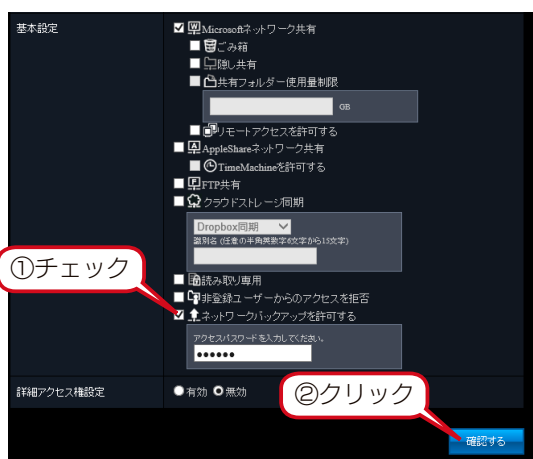 基本設定
Microsoftネットワーク共有
ごみ箱
隠し共有
共有フォルダー使用量制限
GB
リモートアクセスを許可する
AppleShareネットワーク共有
TimeMachineを許可する
FTP共有
クラウドストレージ同期
Dropbox同期
識別名 (任意の半角英数字6文字から15文字)
①チェック
読み取り専用
非登録ユーザーからのアクセスを拒否
ネットワークバックアップを許可する
アクセスパスワードを入力してください。
••••••
詳細アクセス権設定
有効 無効
②クリック
確認する